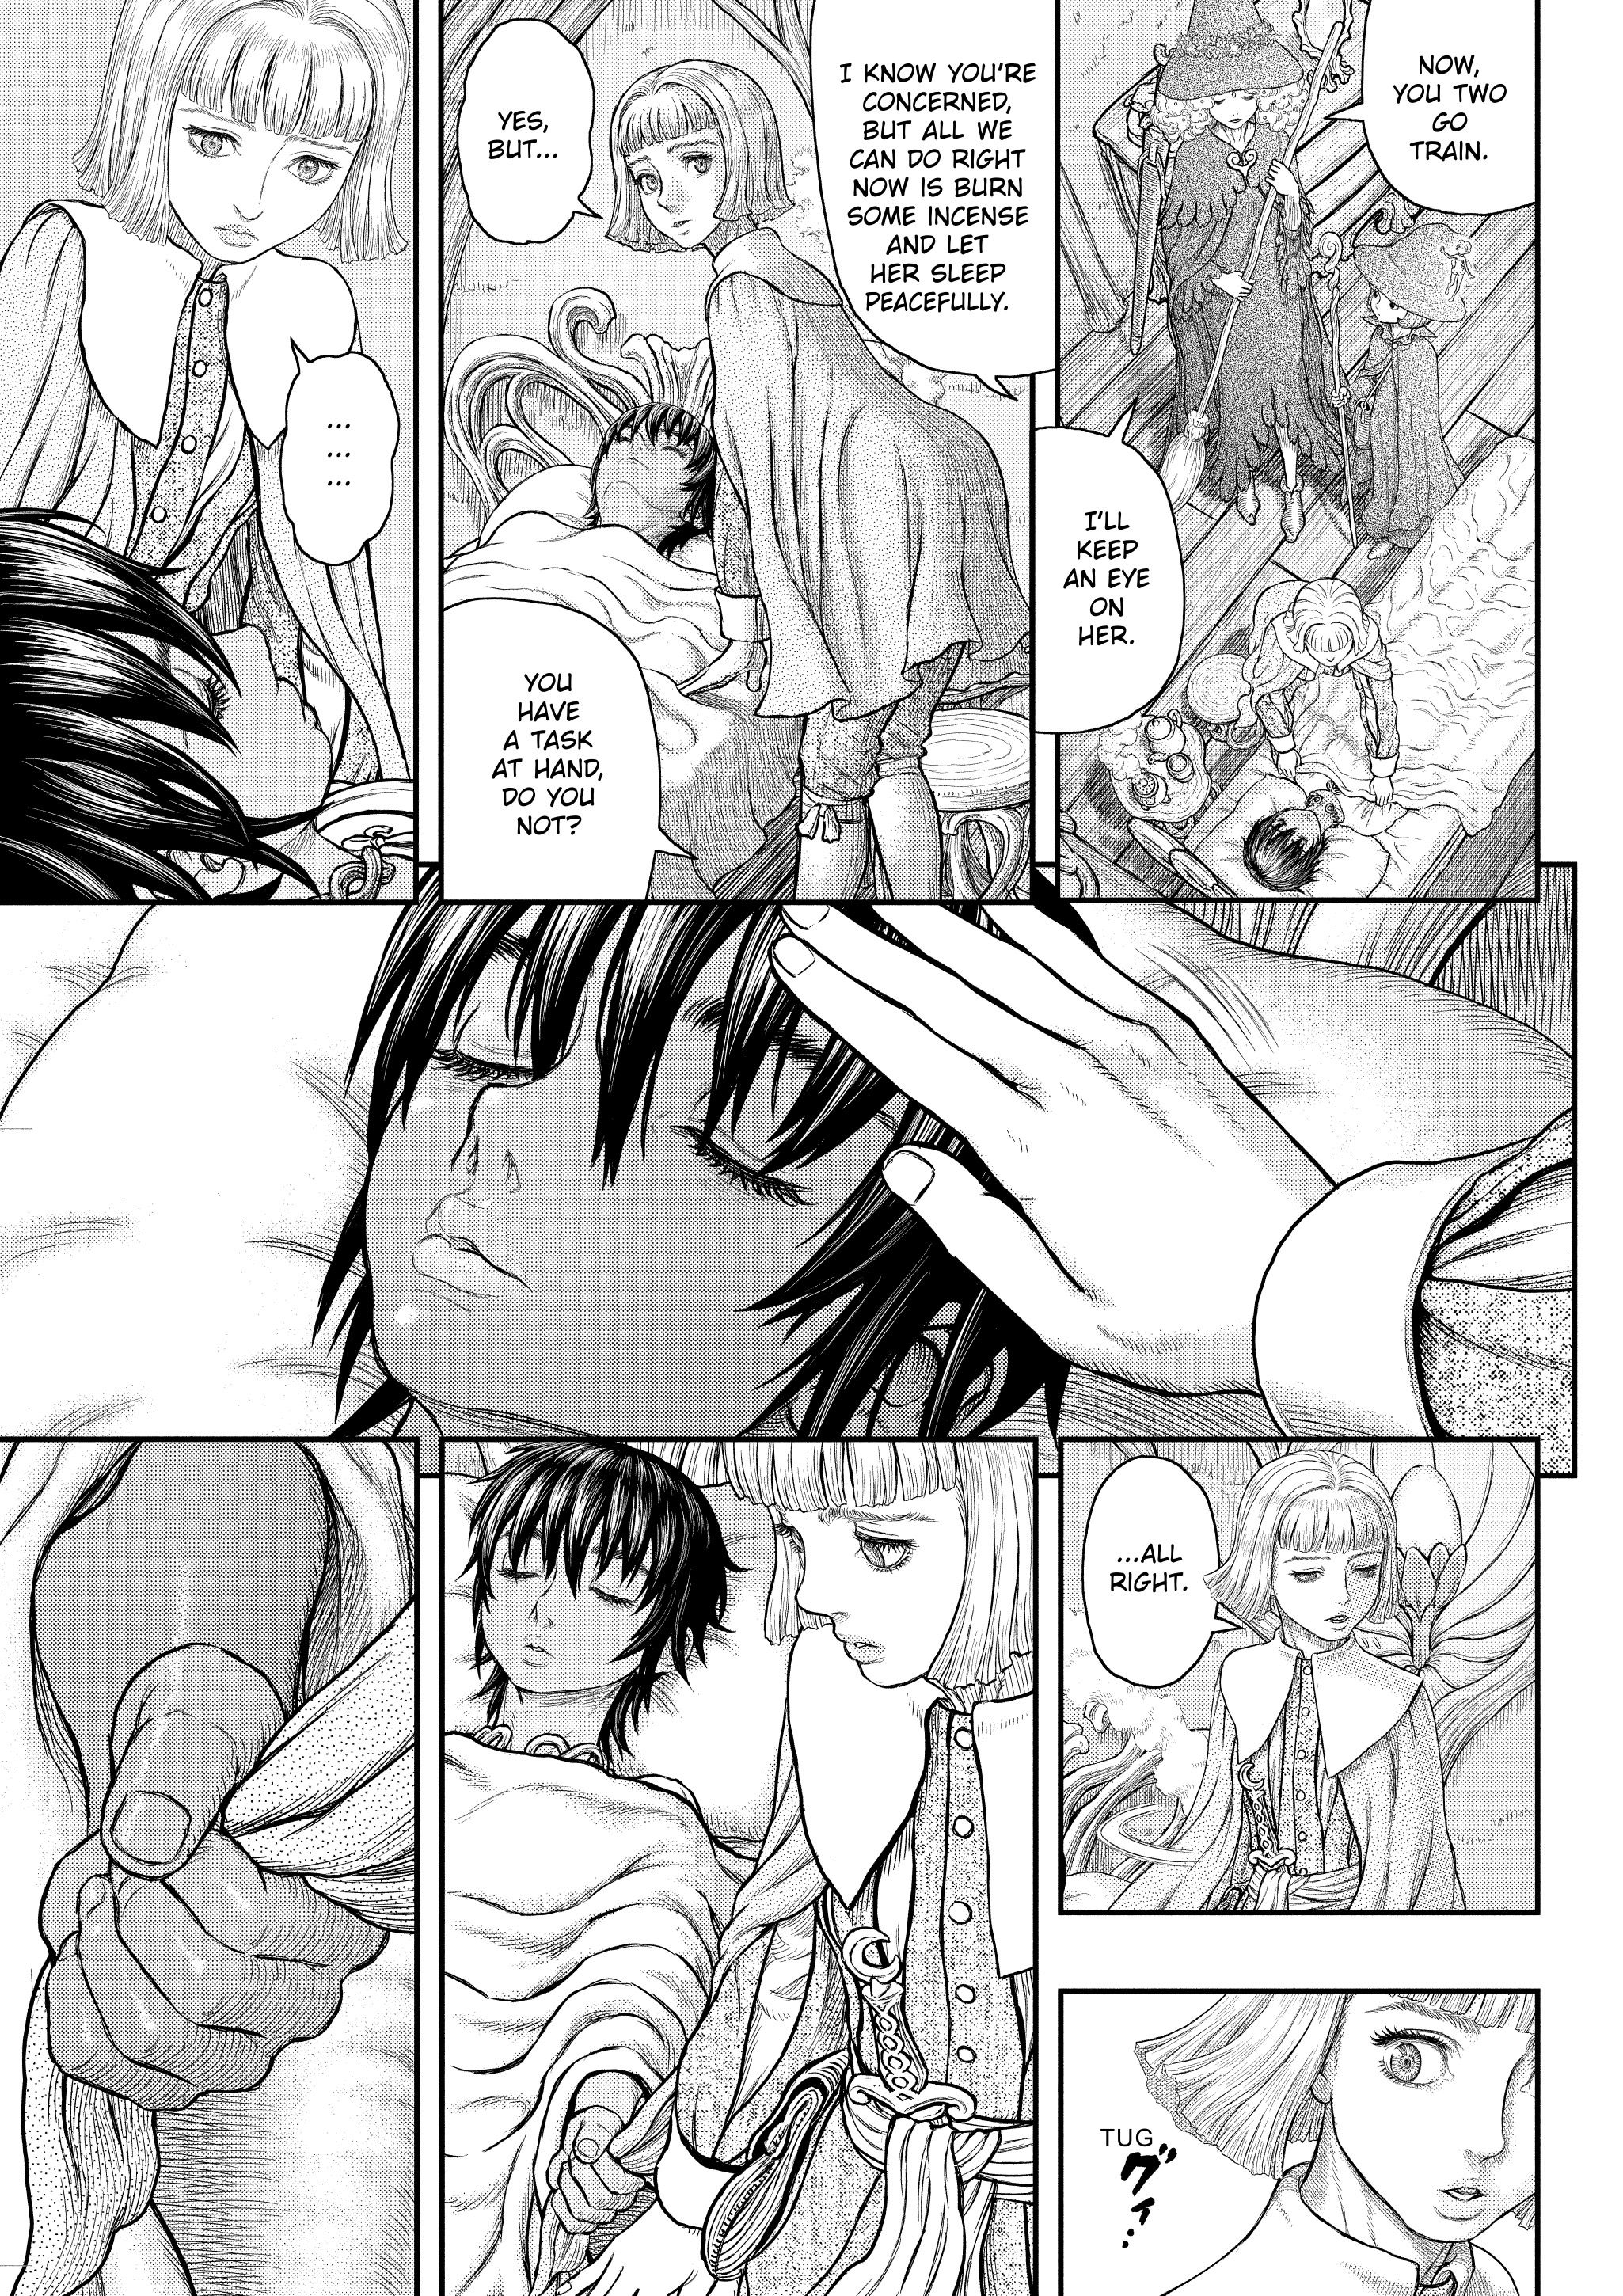 NOW,
YOU TWO
GO
TRAIN.
I'LL
KEEP
AN EYE
ON
HER.
I KNOW YOU'RE
CONCERNED,
BUT ALL WE
CAN DO RIGHT
NOW IS BURN
SOME INCENSE
AND LET
HER SLEEP
PEACEFULLY.
YES,
BUT...
YOU
HAVE
A TASK
AT HAND,
DO YOU
NOT?
...
...
...
...ALL
RIGHT.
TUG
グイ